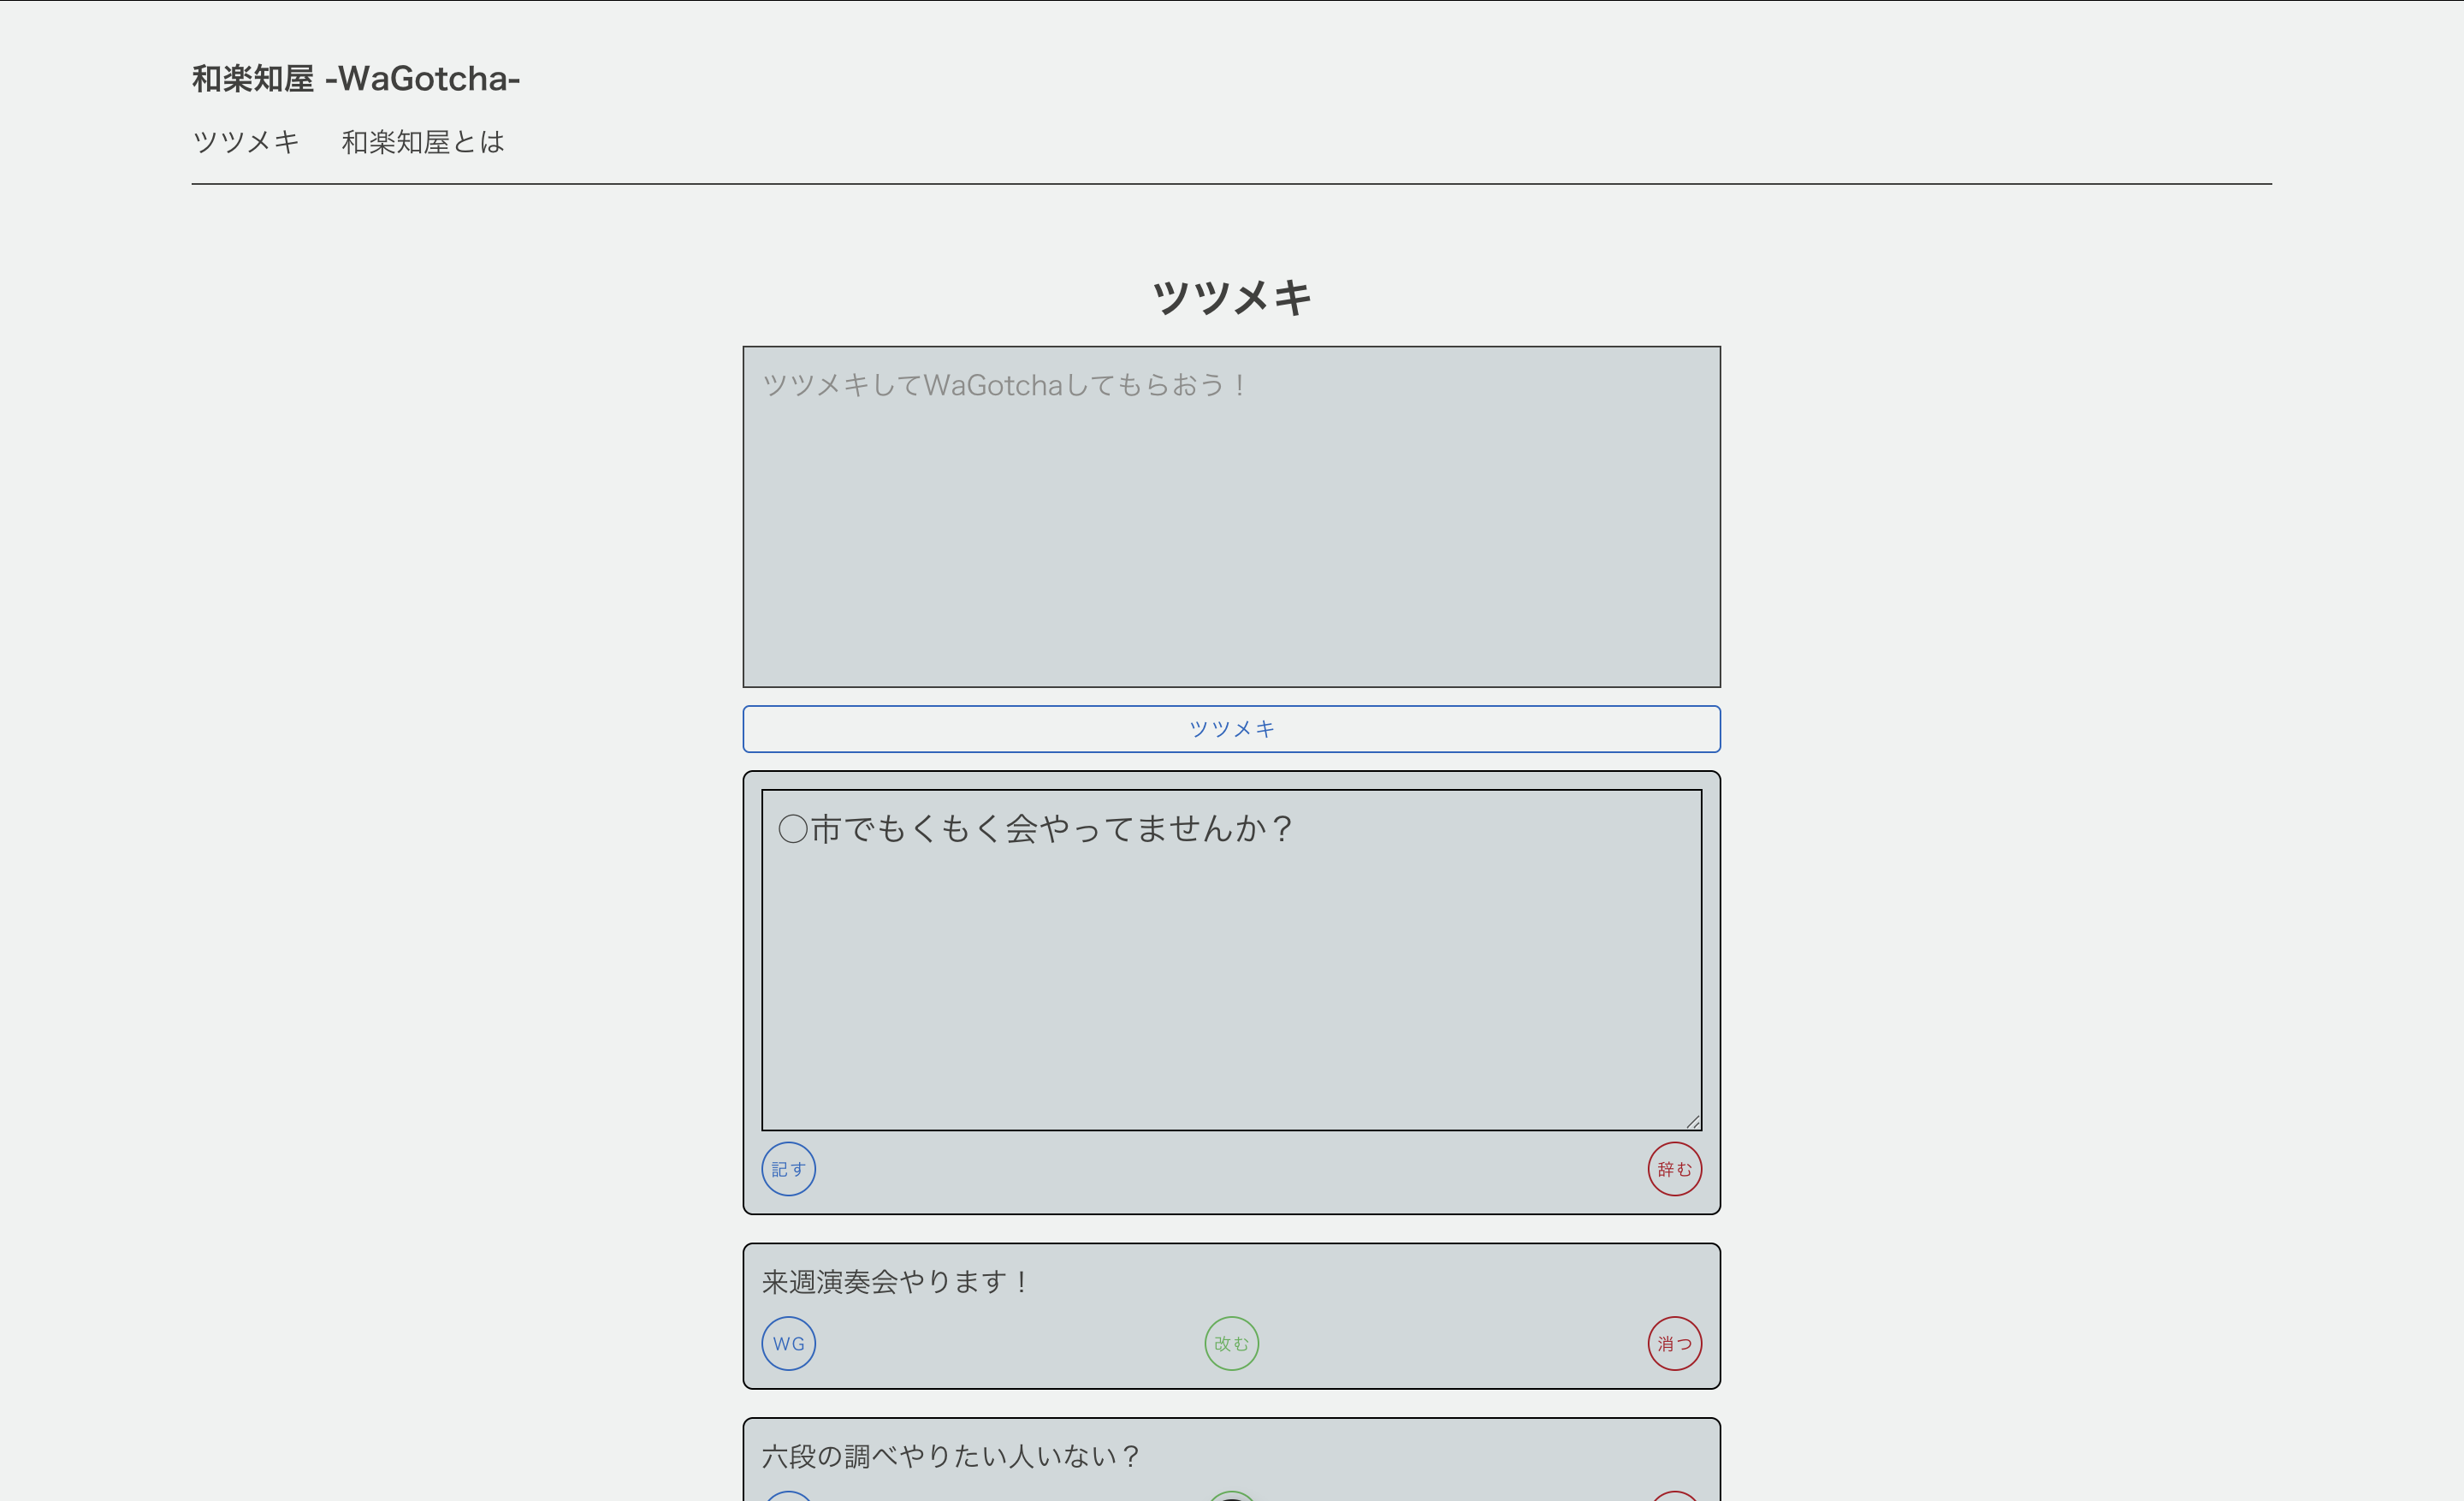 和楽知屋 -WaGotcha-
ツツメキ 和楽知屋とは
ツツメキ
ツツメキしてWaGotchaしてもらおう！
ツツメキ
〇市でもくもく会やってませんか？
記す 辞む
来週演奏会やります！
WG 改む 消つ
六段の調べやりたい人いない？